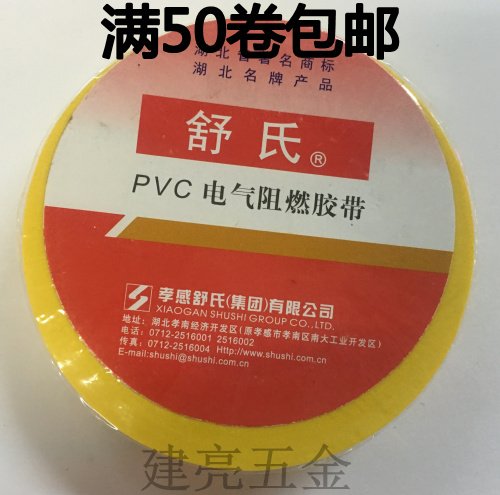 满50卷包邮
湖北省著名商标
湖北名牌产品
舒氏®
PVC 电气阻燃胶带
孝感舒氏(集团)有限公司
XIAOGAN SHUSHI GROUP CO.,LTD.
地址: 湖北孝南经济开发区(原孝感市孝南区南大工业开发区)
电话: 0712-2516001 2516002
传真: 0712-2516004 Http://www.shushi.com.cn
E-mail:shushi@shushi.com.cn
建亮五金